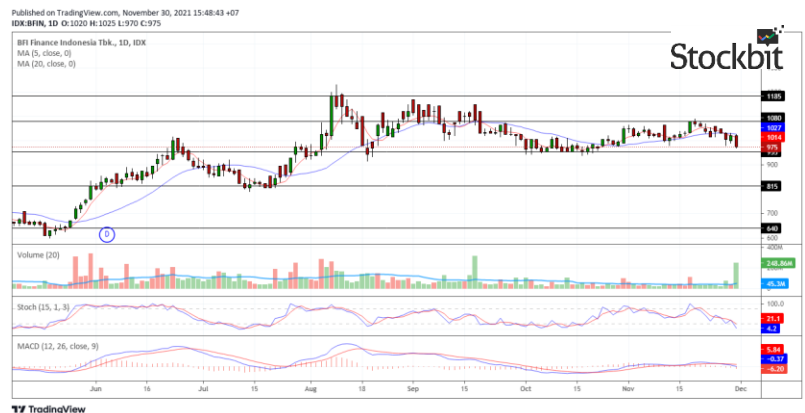 Published on TradingView.com, November 30, 2021 15:48:43 +07
IDX:BFIN, 1D O:1020 H:1025 L:970 C:975
Stockbit
BFI Finance Indonesia Tbk., 1D, IDX
MA (5, close, 0)
MA (20, close, 0)
1185
1080
1027
1014
975
900
815
700
640
600
D
Volume (20)
400M
248.86M
45.3M
Stoch (15, 1, 3)
100.0
21.1
4.2
MACD (12, 26, close, 9)
5.84
-0.37
-6.20
Jun 16 Jul 15 Aug 18 Sep 15 Oct 18 Nov 15 Dec
TradingView